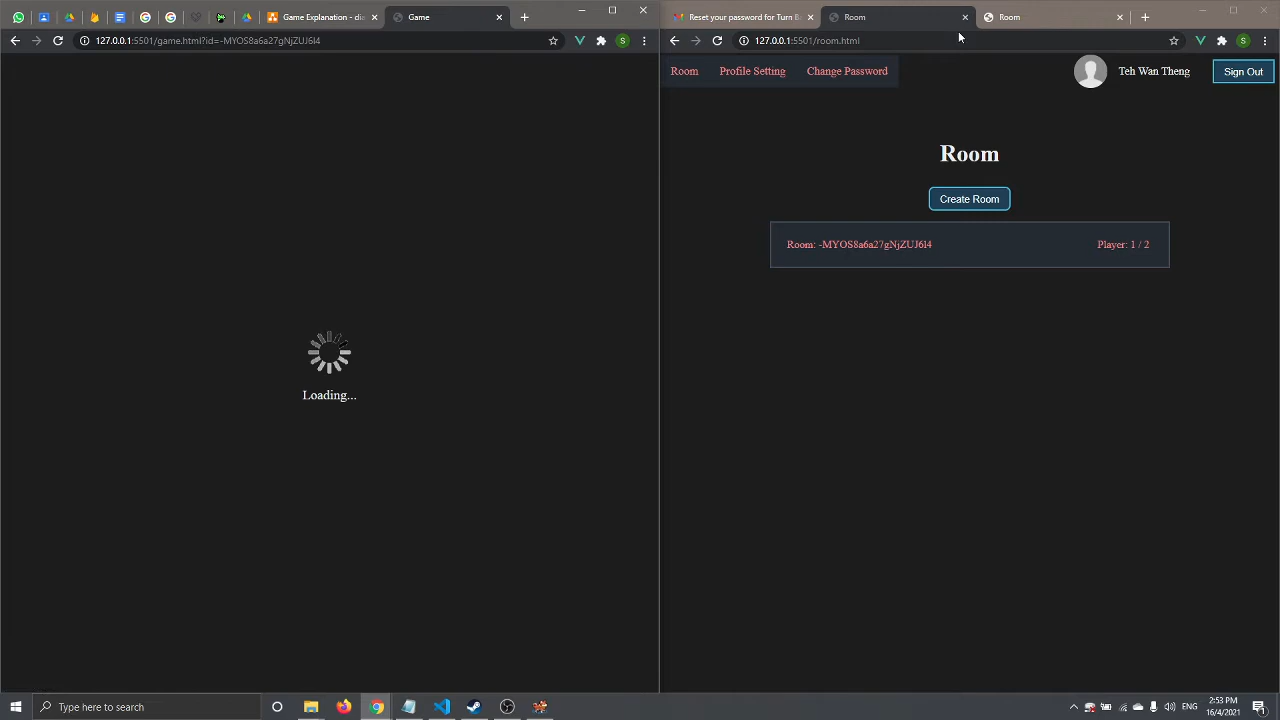 Game Explanation - di
Game
127.0.0.1:5501/game.html?id=-MYOS8a6a27gNjZUJ6l4
S
Loading...
Reset your password for Turn B
Room
Room
127.0.0.1:5501/room.html
S
Room
Profile Setting
Change Password
Teh Wan Theng
Sign Out
Room
Create Room
Room: -MYOS8a6a27gNjZUJ6l4
Player: 1 / 2
Type here to search
ENG
2:53 PM
16/4/2021